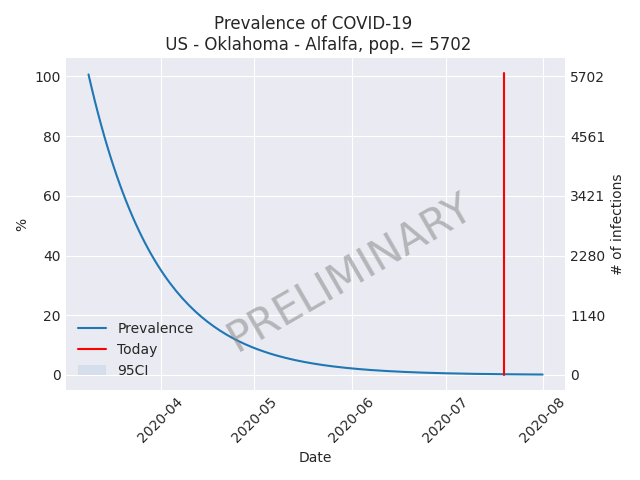 Prevalence of COVID-19
US - Oklahoma - Alfalfa, pop. = 5702
100
80
60
40
20
0
%
5702
4561
3421
2280
1140
0
# of infections
PRELIMINARY
Prevalence
Today
95CI
2020-04
2020-05
2020-06
2020-07
2020-08
Date